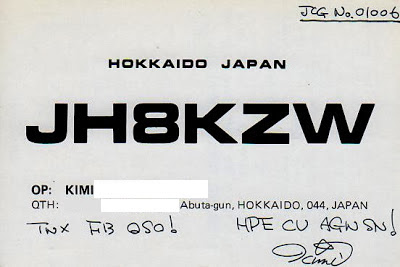 JCG No.01006
HOKKAIDO JAPAN
JH8KZW
OP: KIMI
QTH: Abuta-gun, HOKKAIDO, 044, JAPAN
TNX FB QSO! HPE CU AGN SN!
Kimi